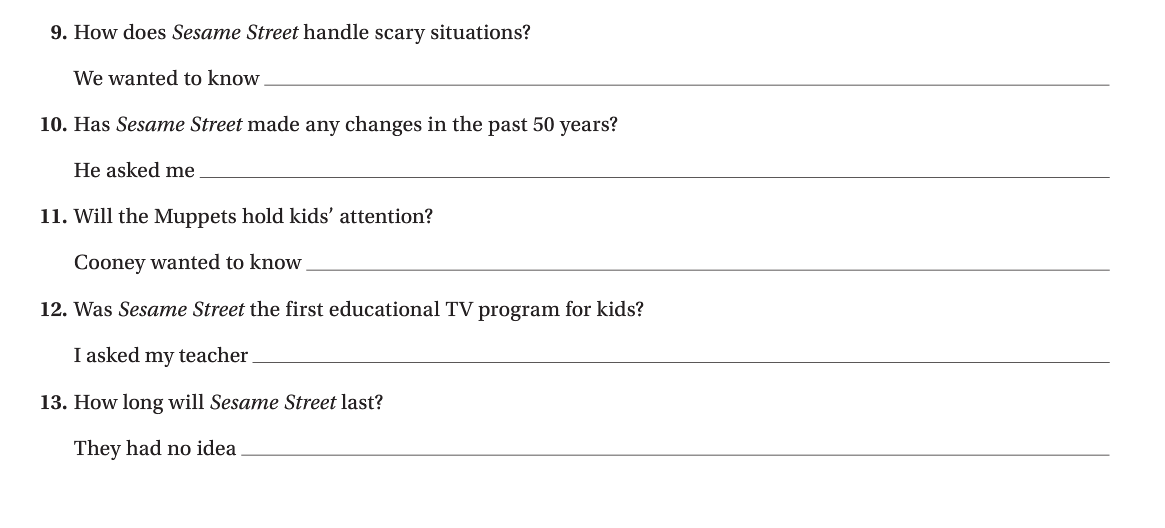 9. How does Sesame Street handle scary situations?
We wanted to know
10. Has Sesame Street made any changes in the past 50 years?
He asked me
11. Will the Muppets hold kids’ attention?
Cooney wanted to know
12. Was Sesame Street the first educational TV program for kids?
I asked my teacher
13. How long will Sesame Street last?
They had no idea